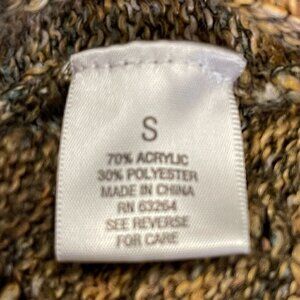 S
70% ACRYLIC
30% POLYESTER
MADE IN CHINA
RN 63264
SEE REVERSE
FOR CARE